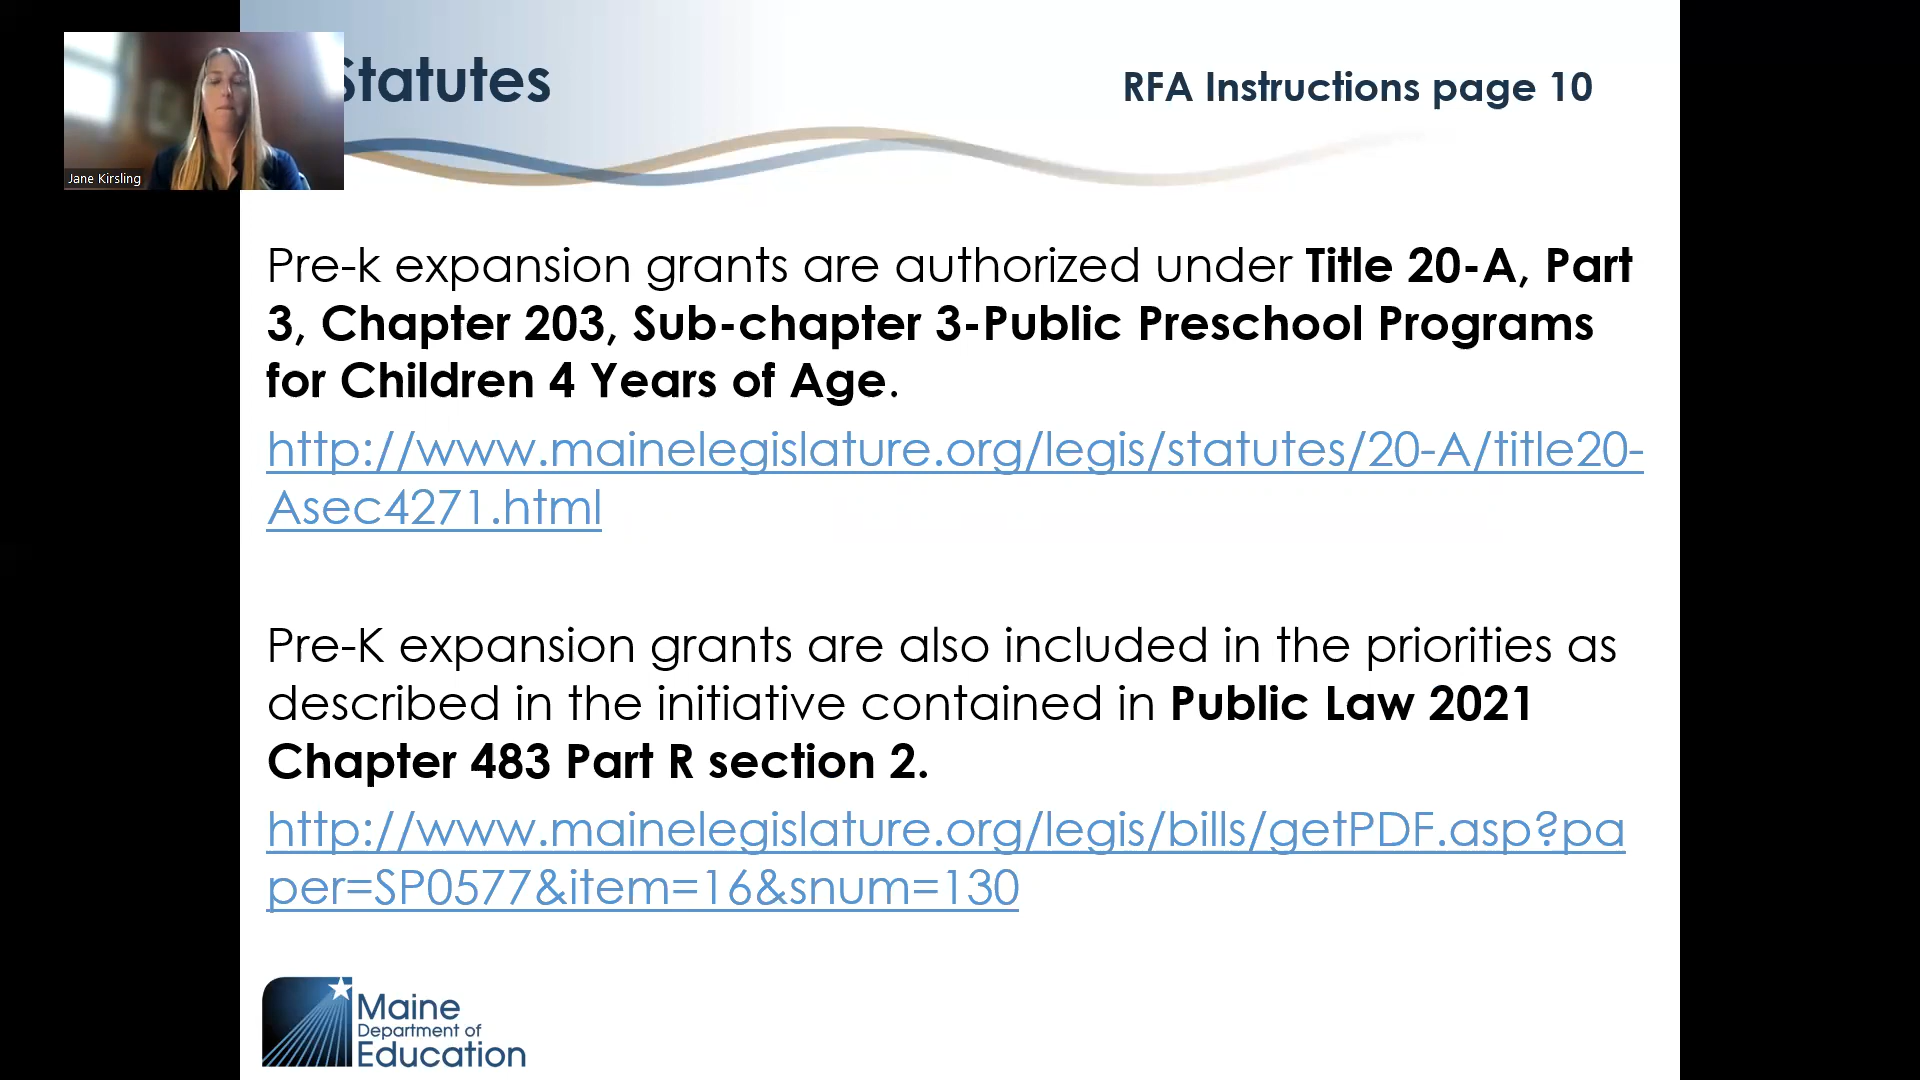 Statutes
RFA Instructions page 10
Jane Kirsling
Pre-k expansion grants are authorized under Title 20-A, Part
3, Chapter 203, Sub-chapter 3-Public Preschool Programs
for Children 4 Years of Age.
http://www.mainelegislature.org/legis/statutes/20-A/title20-
Asec4271.html
Pre-K expansion grants are also included in the priorities as
described in the initiative contained in Public Law 2021
Chapter 483 Part R section 2.
http://www.mainelegislature.org/legis/bills/getPDF.asp?pa
per=SP0577&item=16&snum=130
Maine
Department of
Education